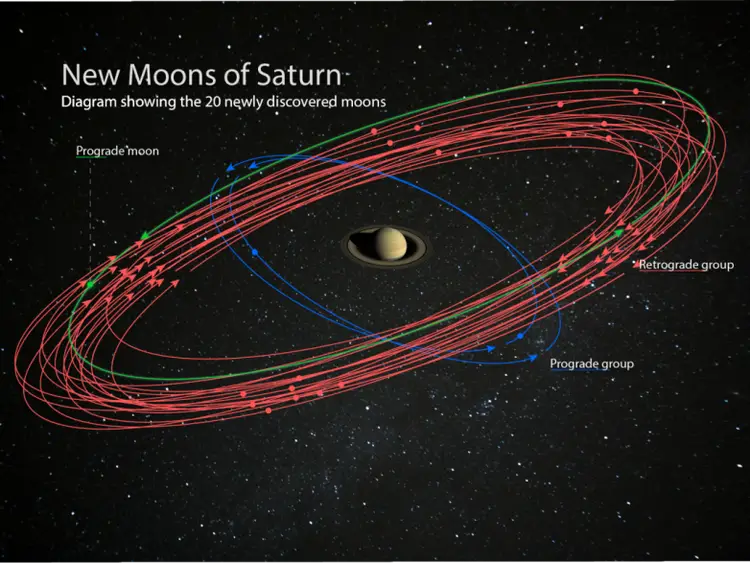 New Moons of Saturn
Diagram showing the 20 newly discovered moons
Prograde moon
Retrograde group
Prograde group